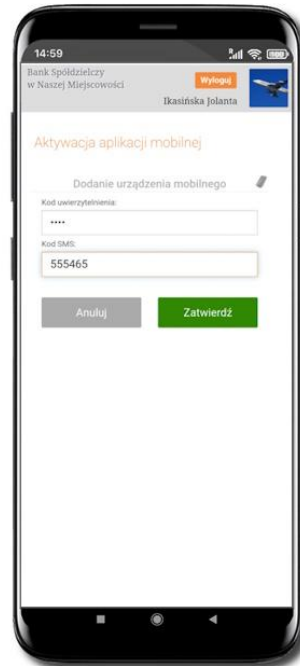 14:59
Bank Spółdzielczy
w Naszej Miejscowości
Wyloguj
Ikasińska Jolanta
Aktywacja aplikacji mobilnej
Dodanie urządzenia mobilnego
Kod uwierzytelnienia:
••••
Kod SMS:
555465
Anuluj
Zatwierdź